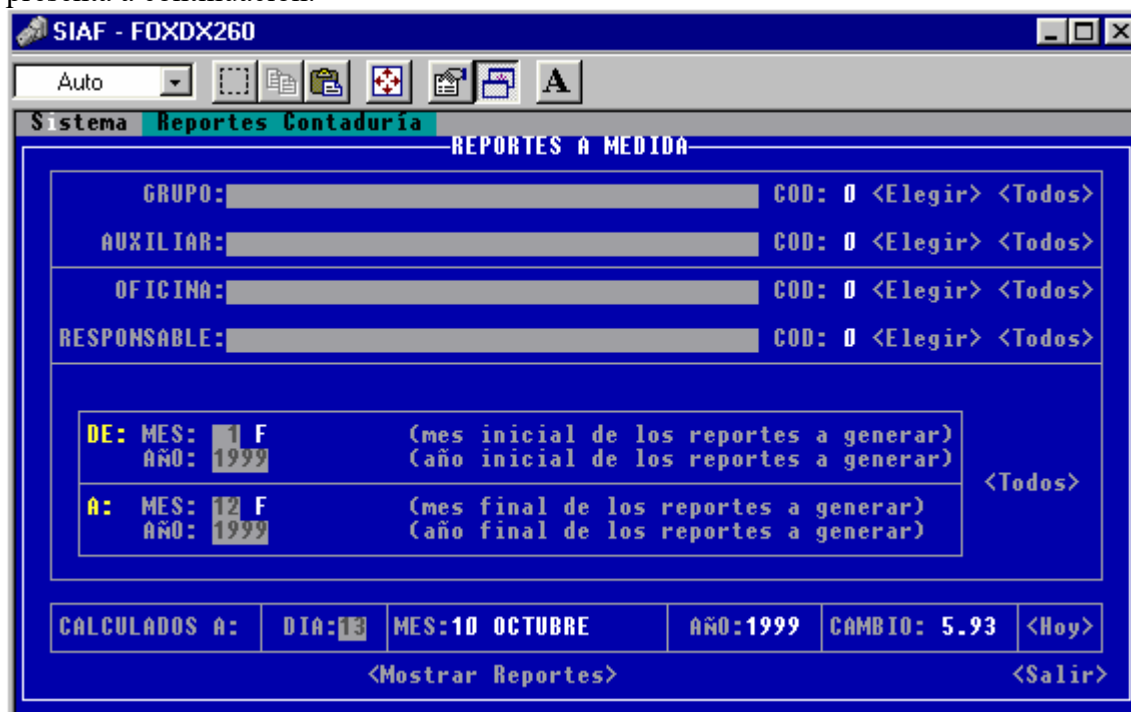 SIAF - FOXDX260
Auto
A
Sistema Reportes Contaduría
REPORTES A MEDIDA
GRUPO: COD: 0 <Elegir> <Todos>
AUXILIAR: COD: 0 <Elegir> <Todos>
OFICINA: COD: 0 <Elegir> <Todos>
RESPONSABLE: COD: 0 <Elegir> <Todos>
DE: MES: 1 F (mes inicial de los reportes a generar)
AÑO: 1999 (año inicial de los reportes a generar)
<Todos>
A: MES: 12 F (mes final de los reportes a generar)
AÑO: 1999 (año final de los reportes a generar)
CALCULADOS A: DIA:13 MES:10 OCTUBRE AÑO:1999 CAMBIO: 5.93 <Hoy>
<Mostrar Reportes> <Salir>